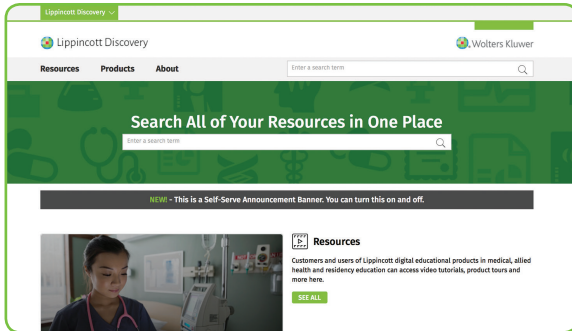 Lippincott Discovery
Lippincott Discovery
Wolters Kluwer
Resources Products About
Enter a search term
Search All of Your Resources in One Place
Enter a search term
NEW! - This is a Self-Serve Announcement Banner. You can turn this on and off.
Resources
Customers and users of Lippincott digital educational products in medical, allied
health and residency education can access video tutorials, product tours and
more here.
SEE ALL